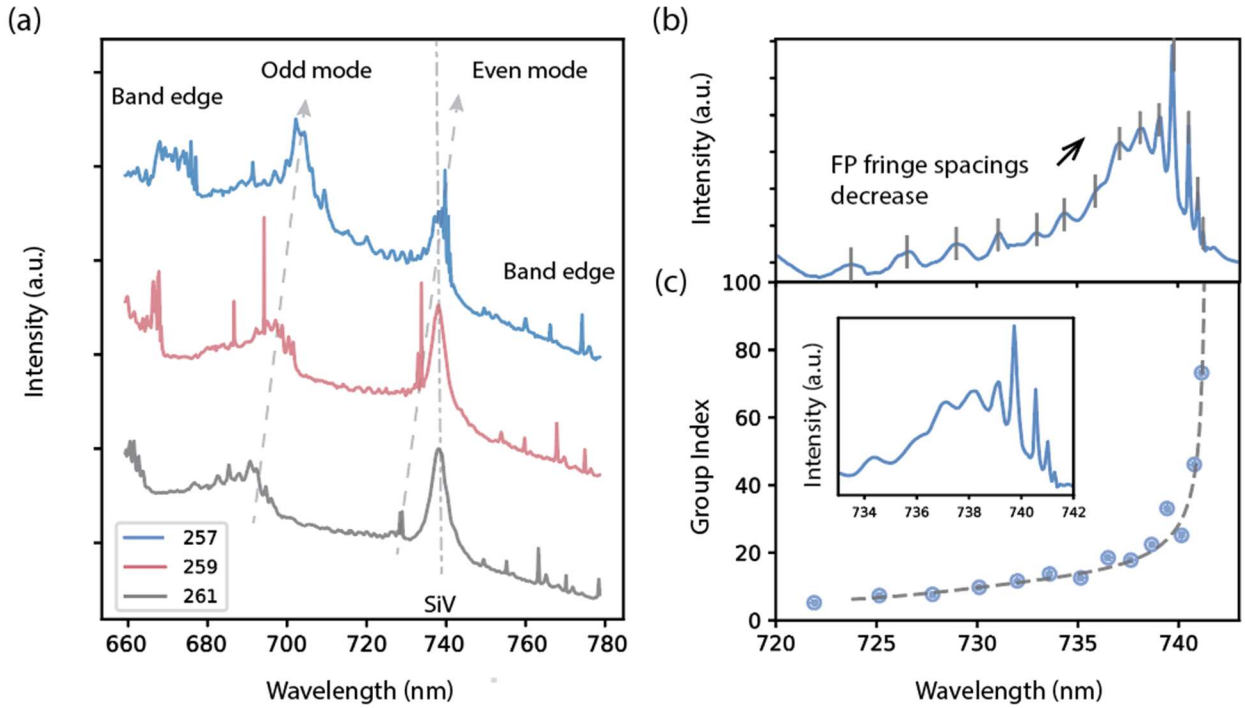 (a)
Odd mode
Even mode
Band edge
Band edge
Intensity (a.u.)
257
259
261
SiV
660 680 700 720 740 760 780
Wavelength (nm)
(b)
Intensity (a.u.)
FP fringe spacings
decrease
(c)
100
80
60
40
20
0
Group Index
Intensity (a.u.)
734 736 738 740 742
720 725 730 735 740
Wavelength (nm)